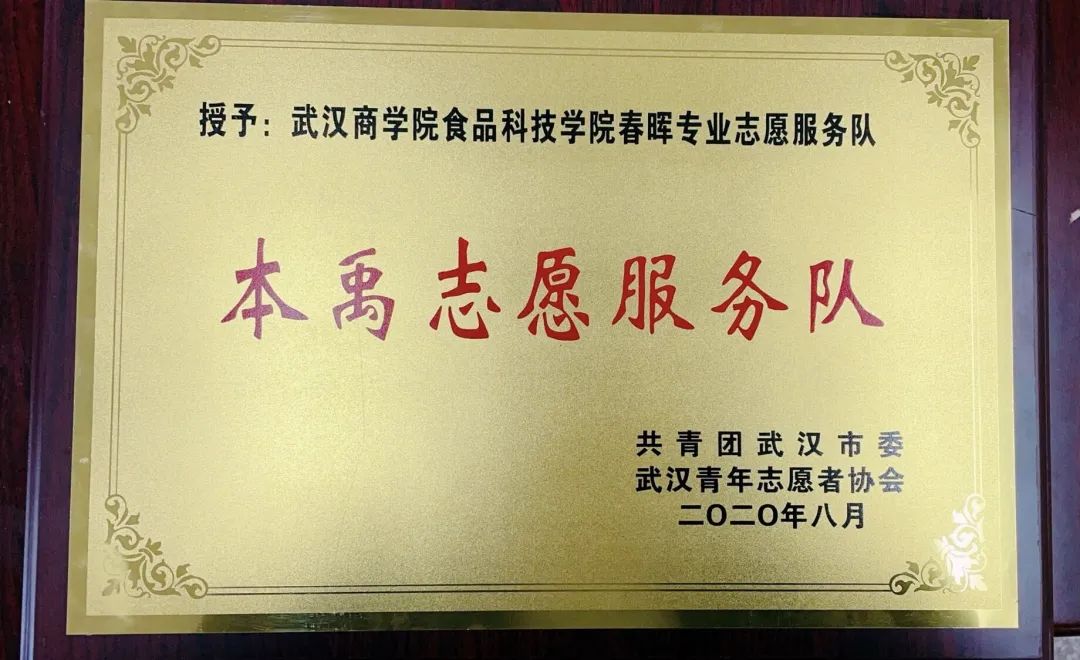 授予：武汉商学院食品科技学院春晖专业志愿服务队
本禹志愿服务队
共青团武汉市委
武汉青年志愿者协会
二〇二〇年八月